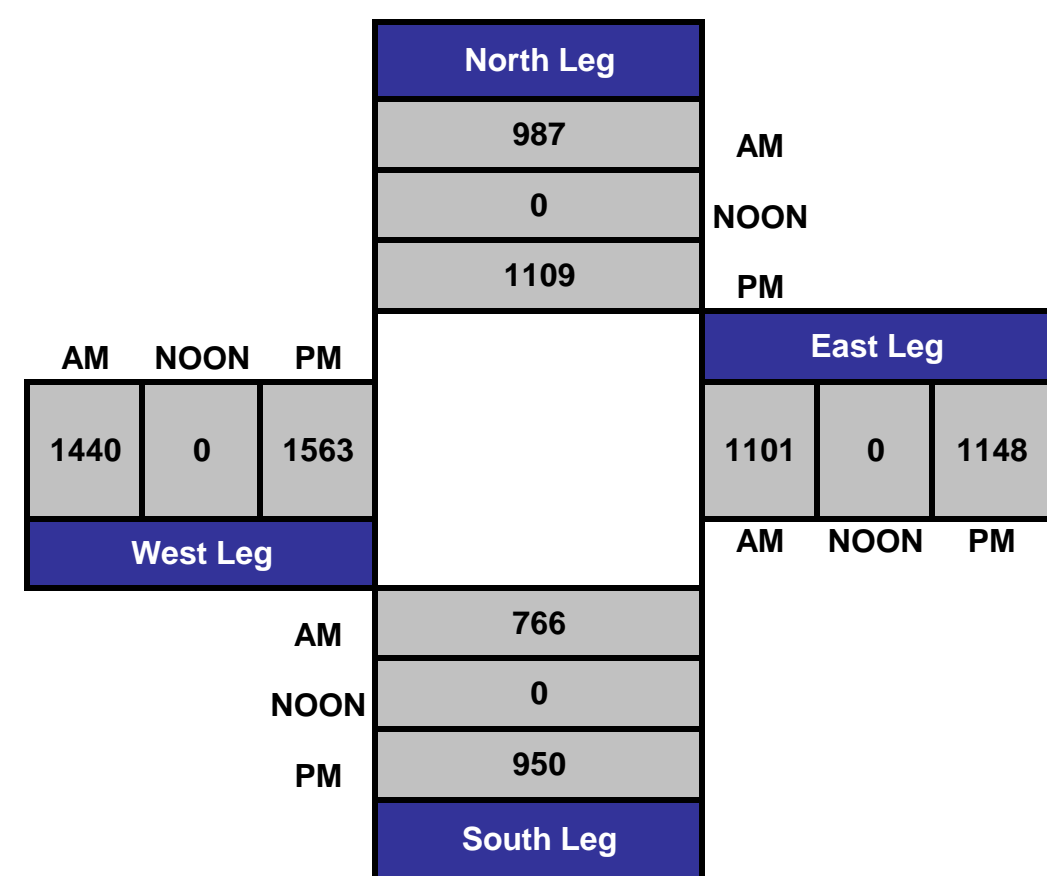 North Leg
987 AM
0 NOON
1109 PM
East Leg
AM NOON PM
1440 0 1563
1101 0 1148
West Leg
AM NOON PM
AM 766
NOON 0
PM 950
South Leg